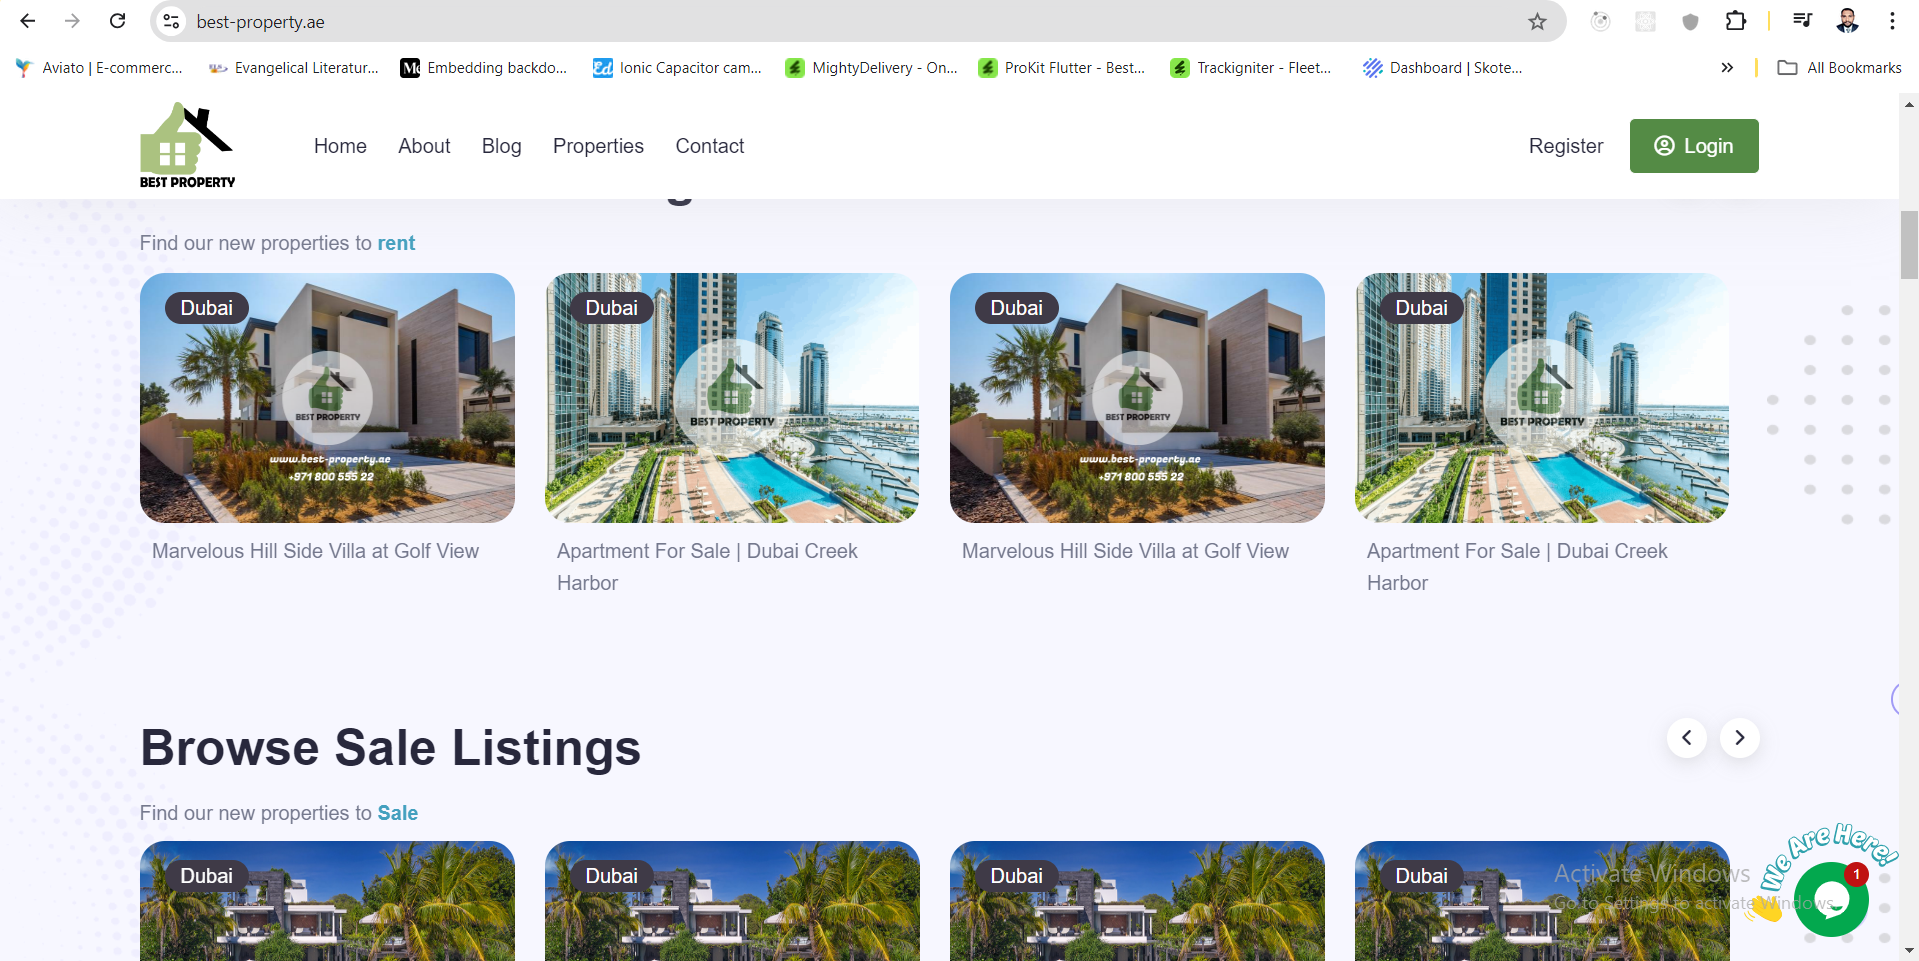 best-property.ae
Aviato | E-commerc...
Evangelical Literatur...
Embedding backdo...
Ionic Capacitor cam...
MightyDelivery - On...
ProKit Flutter - Best...
Trackigniter - Fleet...
Dashboard | Skote...
All Bookmarks
BEST PROPERTY
Home
About
Blog
Properties
Contact
Register
Login
Find our new properties to rent
Dubai
Dubai
Dubai
Dubai
BEST PROPERTY
www.best-property.ae
+971 800 555 22
BEST PROPERTY
BEST PROPERTY
www.best-property.ae
+971 800 555 22
BEST PROPERTY
Marvelous Hill Side Villa at Golf View
Apartment For Sale | Dubai Creek
Harbor
Marvelous Hill Side Villa at Golf View
Apartment For Sale | Dubai Creek
Harbor
Browse Sale Listings
Find our new properties to Sale
Dubai
Dubai
Dubai
Dubai
We Are Here!
1
Activate Windows
Go to Settings to activate Windows.